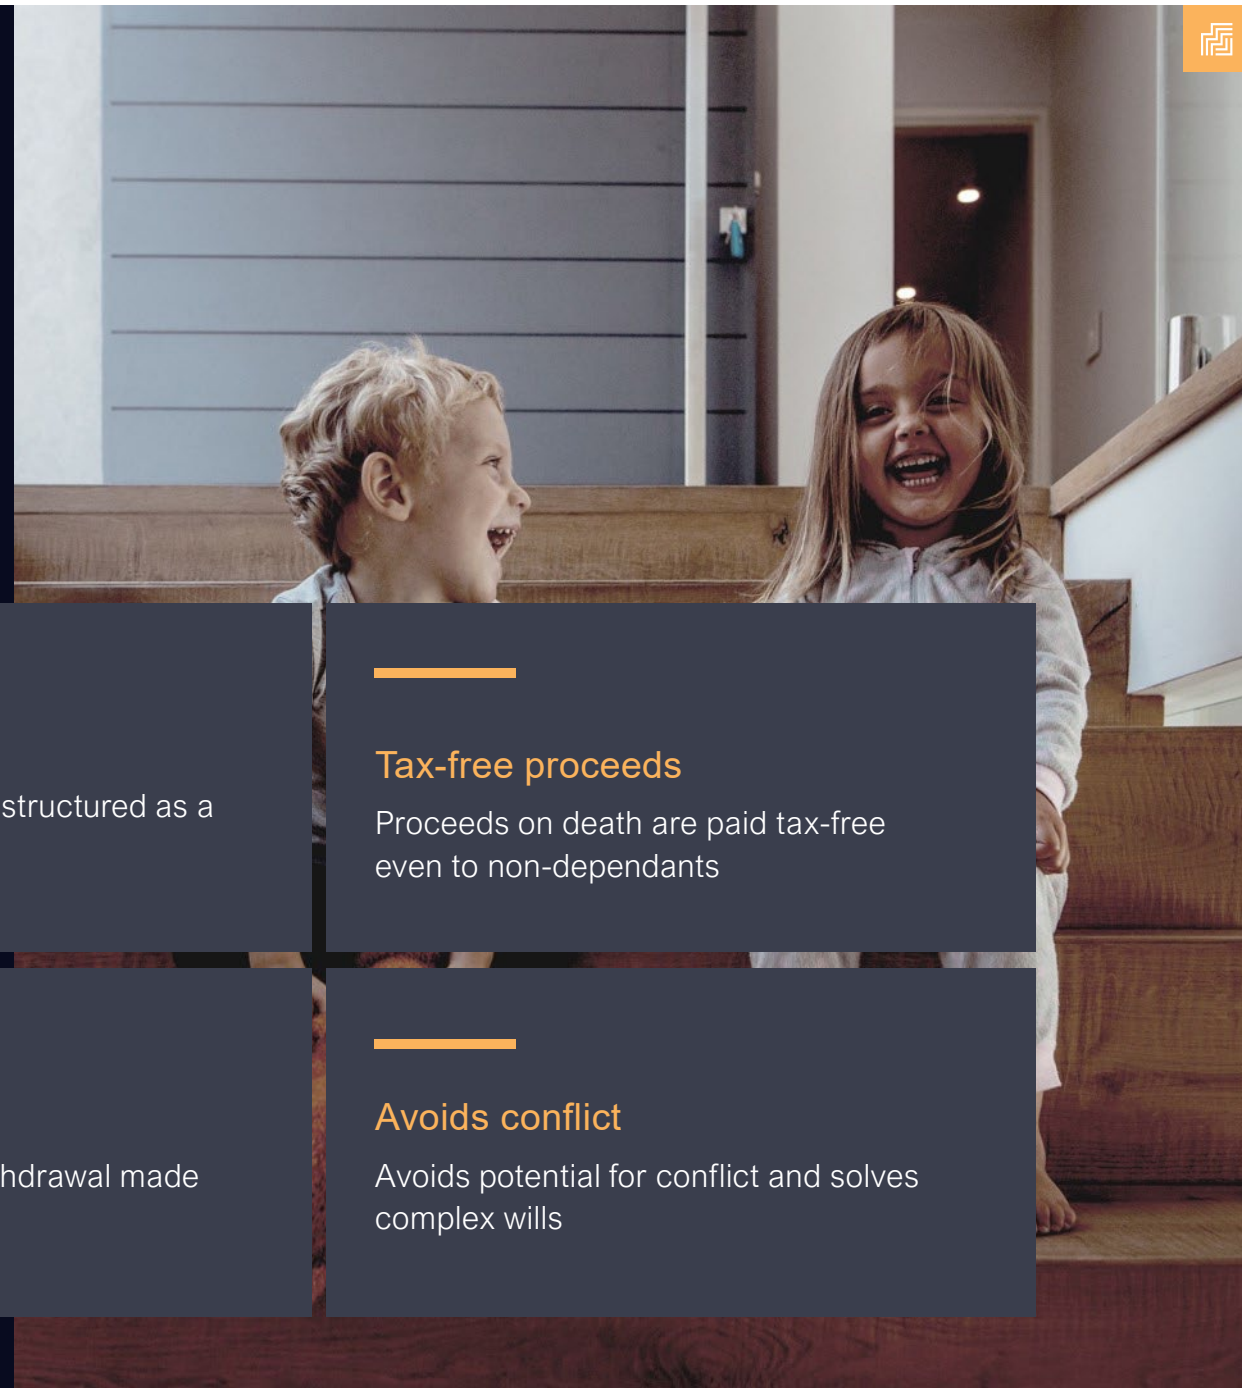 structured as a
Tax-free proceeds
Proceeds on death are paid tax-free
even to non-dependants
hdrawal made
Avoids conflict
Avoids potential for conflict and solves
complex wills